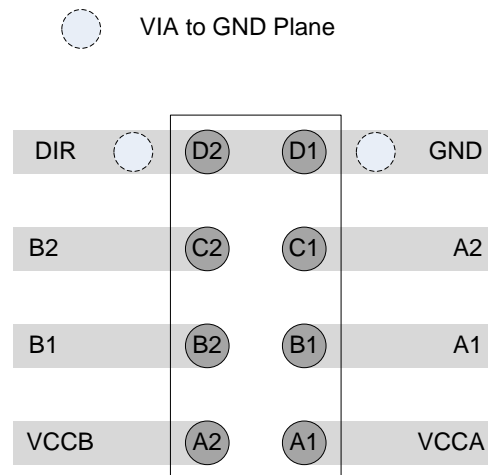 VIA to GND Plane
DIR D2 D1 GND
B2 C2 C1 A2
B1 B2 B1 A1
VCCB A2 A1 VCCA